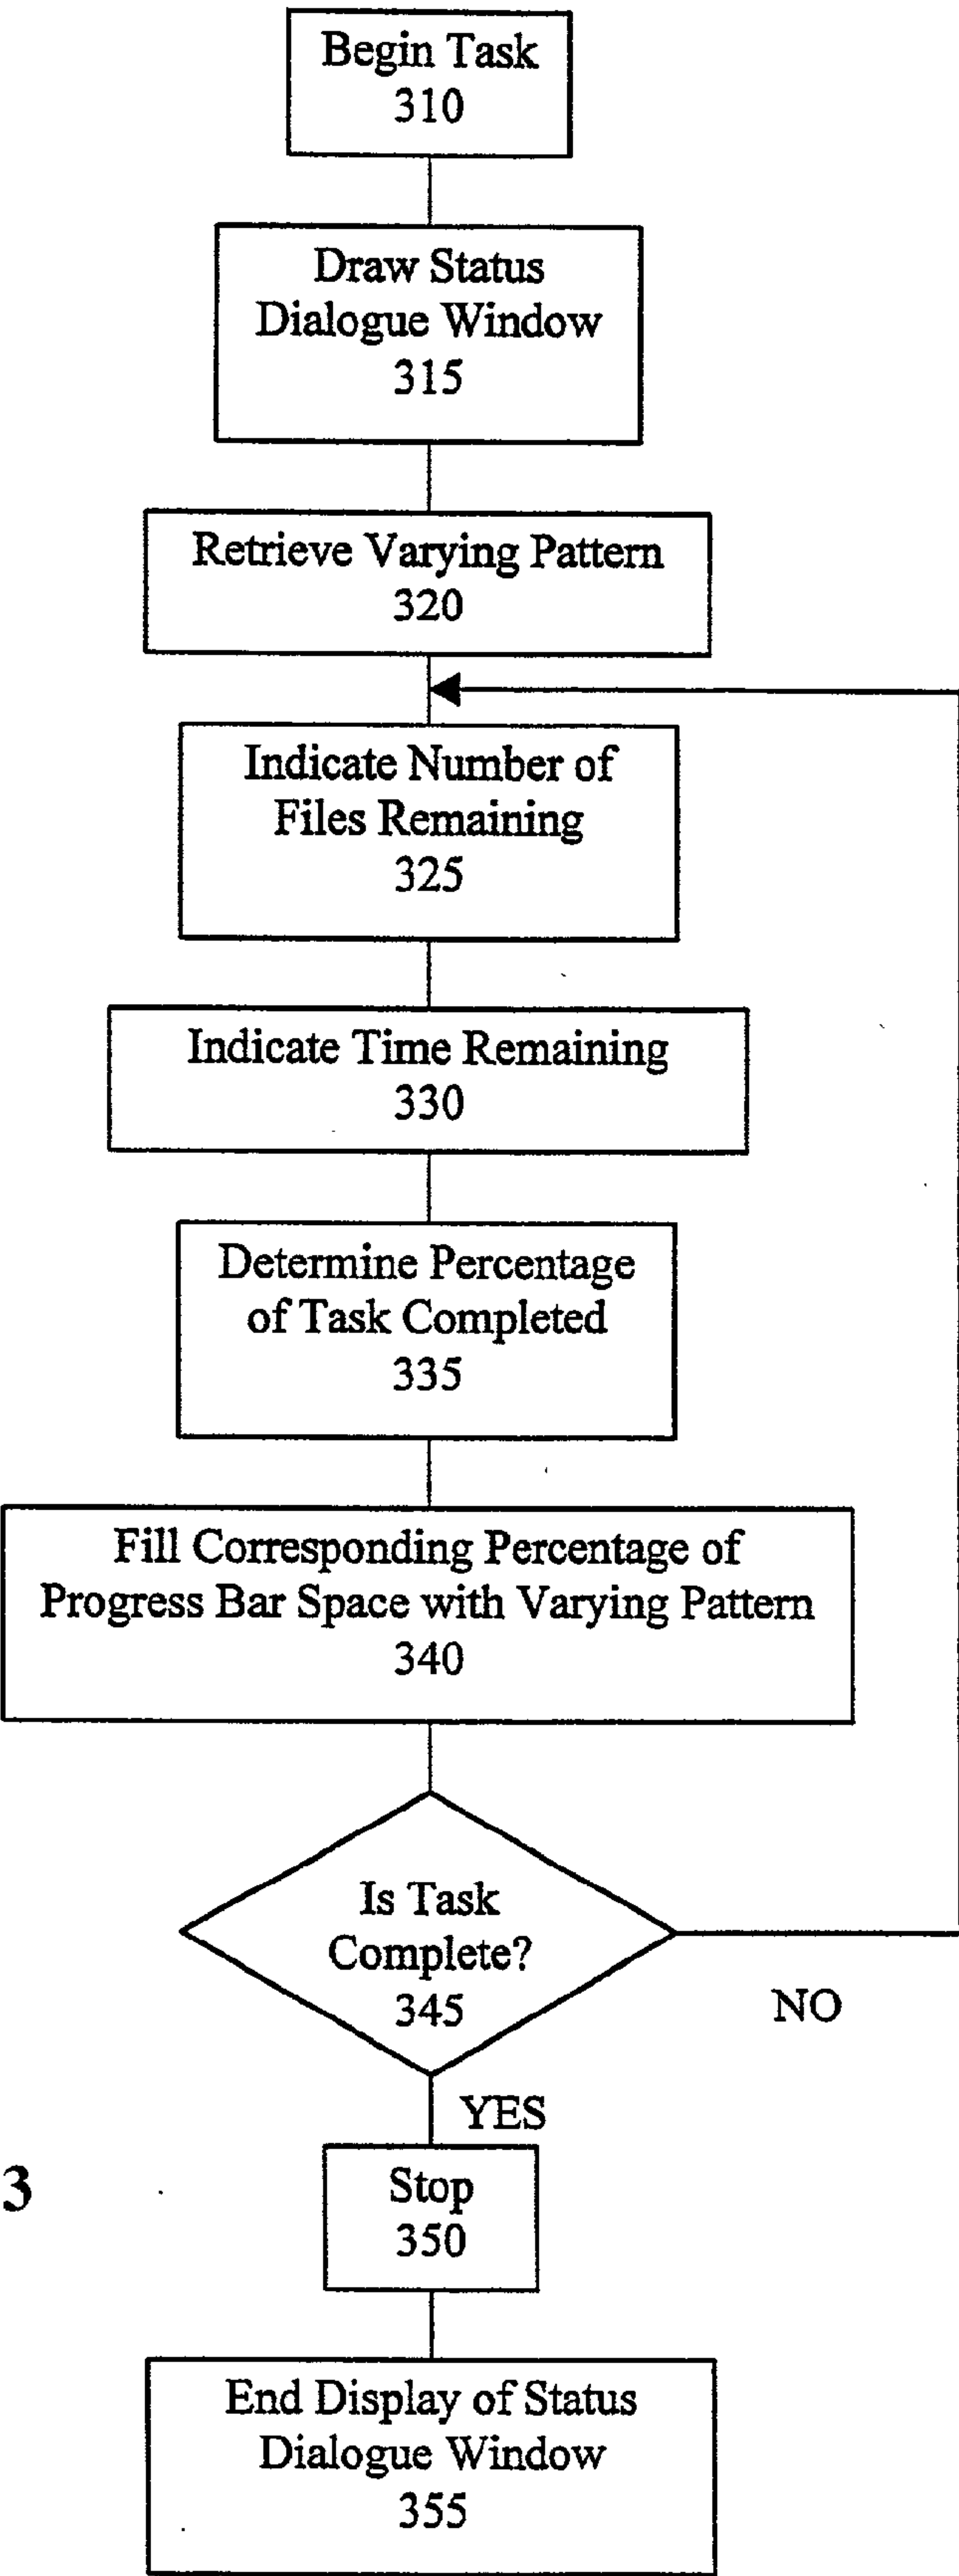 Begin Task
310
Draw Status
Dialogue Window
315
Retrieve Varying Pattern
320
Indicate Number of
Files Remaining
325
Indicate Time Remaining
330
Determine Percentage
of Task Completed
335
Fill Corresponding Percentage of
Progress Bar Space with Varying Pattern
340
Is Task
Complete?
345
NO
YES
3
Stop
350
End Display of Status
Dialogue Window
355